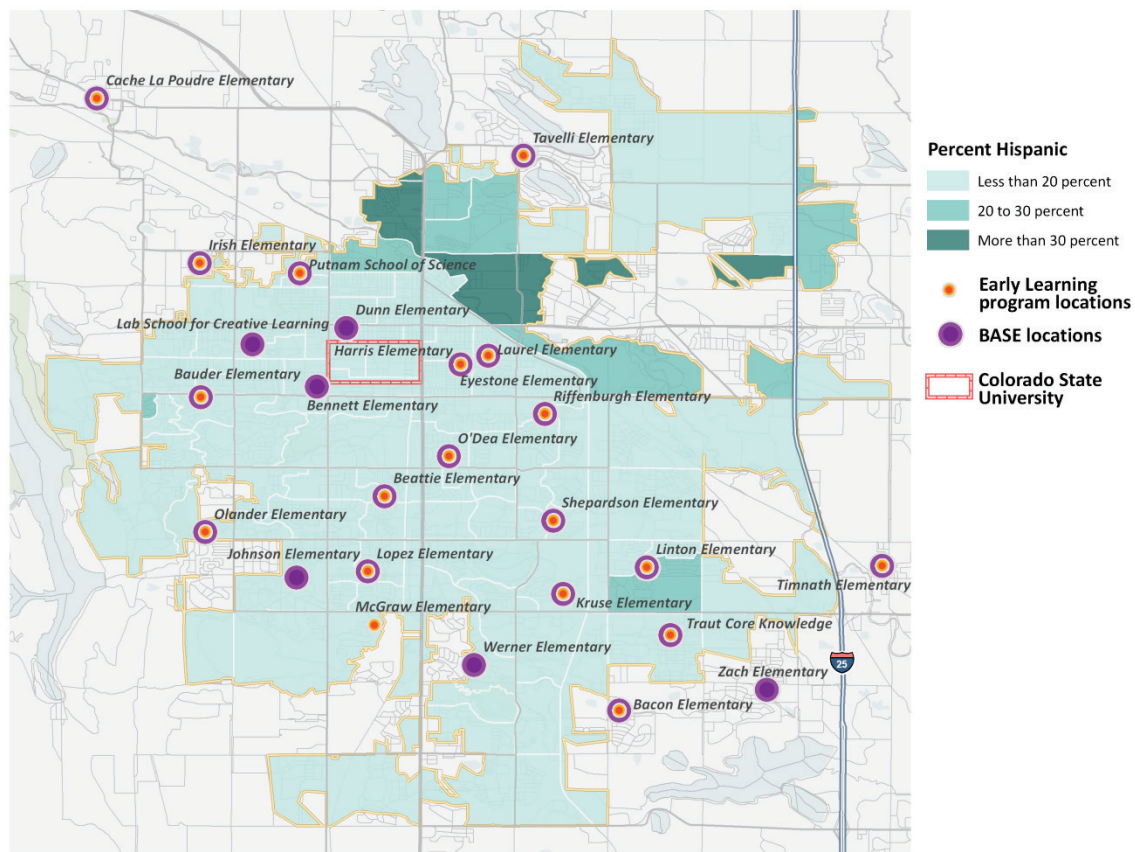 Cache La Poudre Elementary
Tavelli Elementary
Irish Elementary
Putnam School of Science
Dunn Elementary
Lab School for Creative Learning
Harris Elementary
Laurel Elementary
Bauder Elementary
Eyestone Elementary
Riffenburgh Elementary
Bennett Elementary
O'Dea Elementary
Beattie Elementary
Shepardson Elementary
Olander Elementary
Johnson Elementary
Lopez Elementary
Linton Elementary
Timnath Elementary
McGraw Elementary
Kruse Elementary
Traut Core Knowledge
Werner Elementary
25
Zach Elementary
Bacon Elementary
Percent Hispanic
Less than 20 percent
20 to 30 percent
More than 30 percent
Early Learning
program locations
BASE locations
Colorado State
University